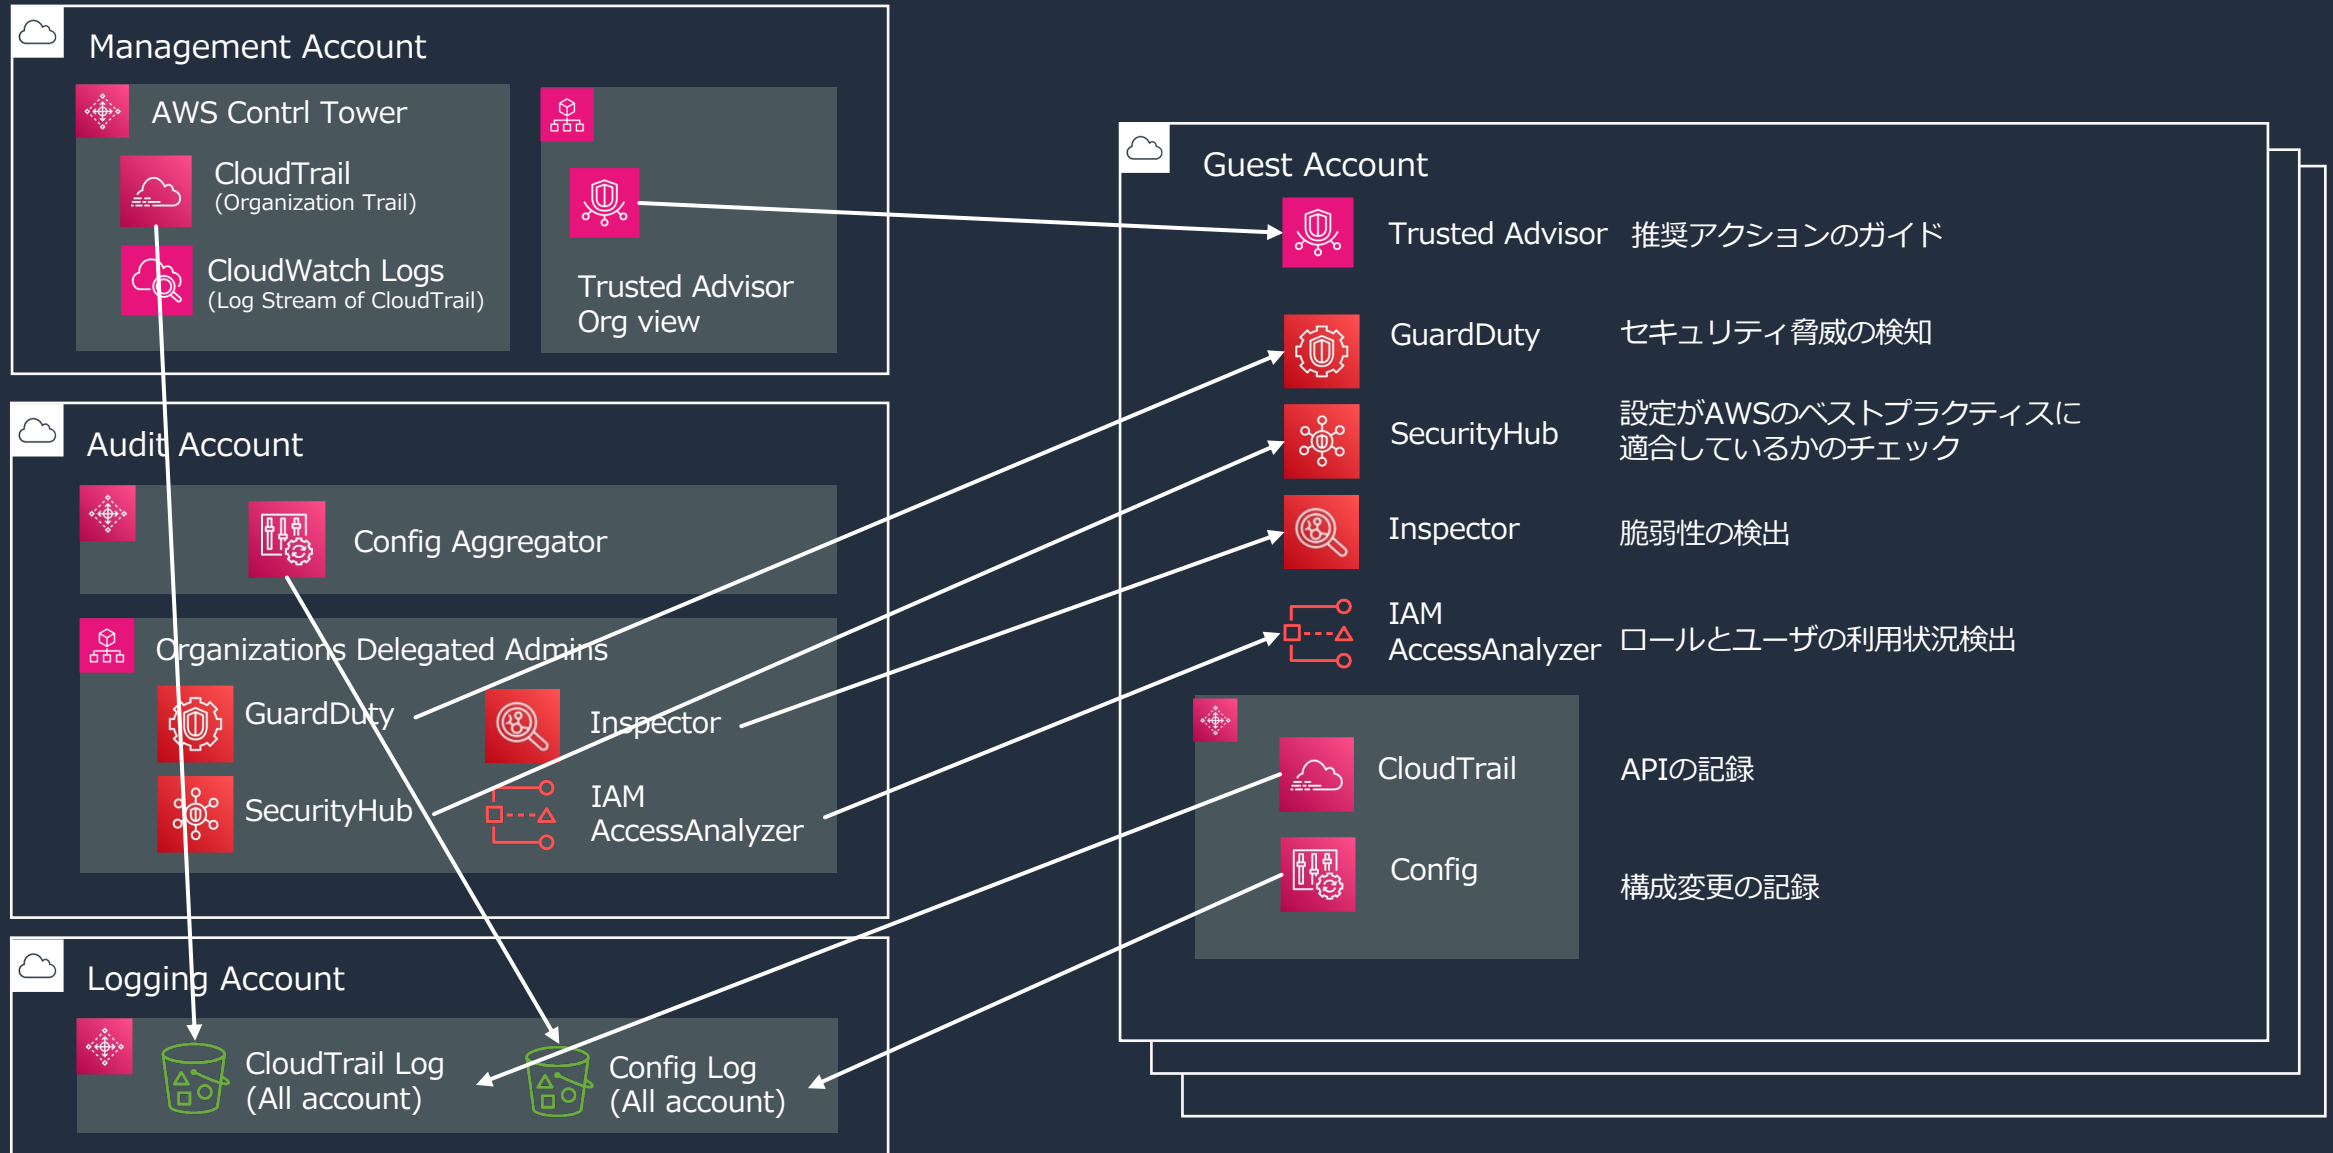 Management Account
AWS Contrl Tower
CloudTrail
(Organization Trail)
CloudWatch Logs
(Log Stream of CloudTrail)
Trusted Advisor
Org view
Audit Account
Config Aggregator
Organizations Delegated Admins
GuardDuty
Inspector
SecurityHub
IAM
AccessAnalyzer
Logging Account
CloudTrail Log
(All account)
Config Log
(All account)
Guest Account
Trusted Advisor 推奨アクションのガイド
GuardDuty セキュリティ脅威の検知
SecurityHub
設定がAWSのベストプラクティスに
適合しているかのチェック
Inspector 脆弱性の検出
IAM
AccessAnalyzer ロールとユーザの利用状況検出
CloudTrail APIの記録
Config 構成変更の記録